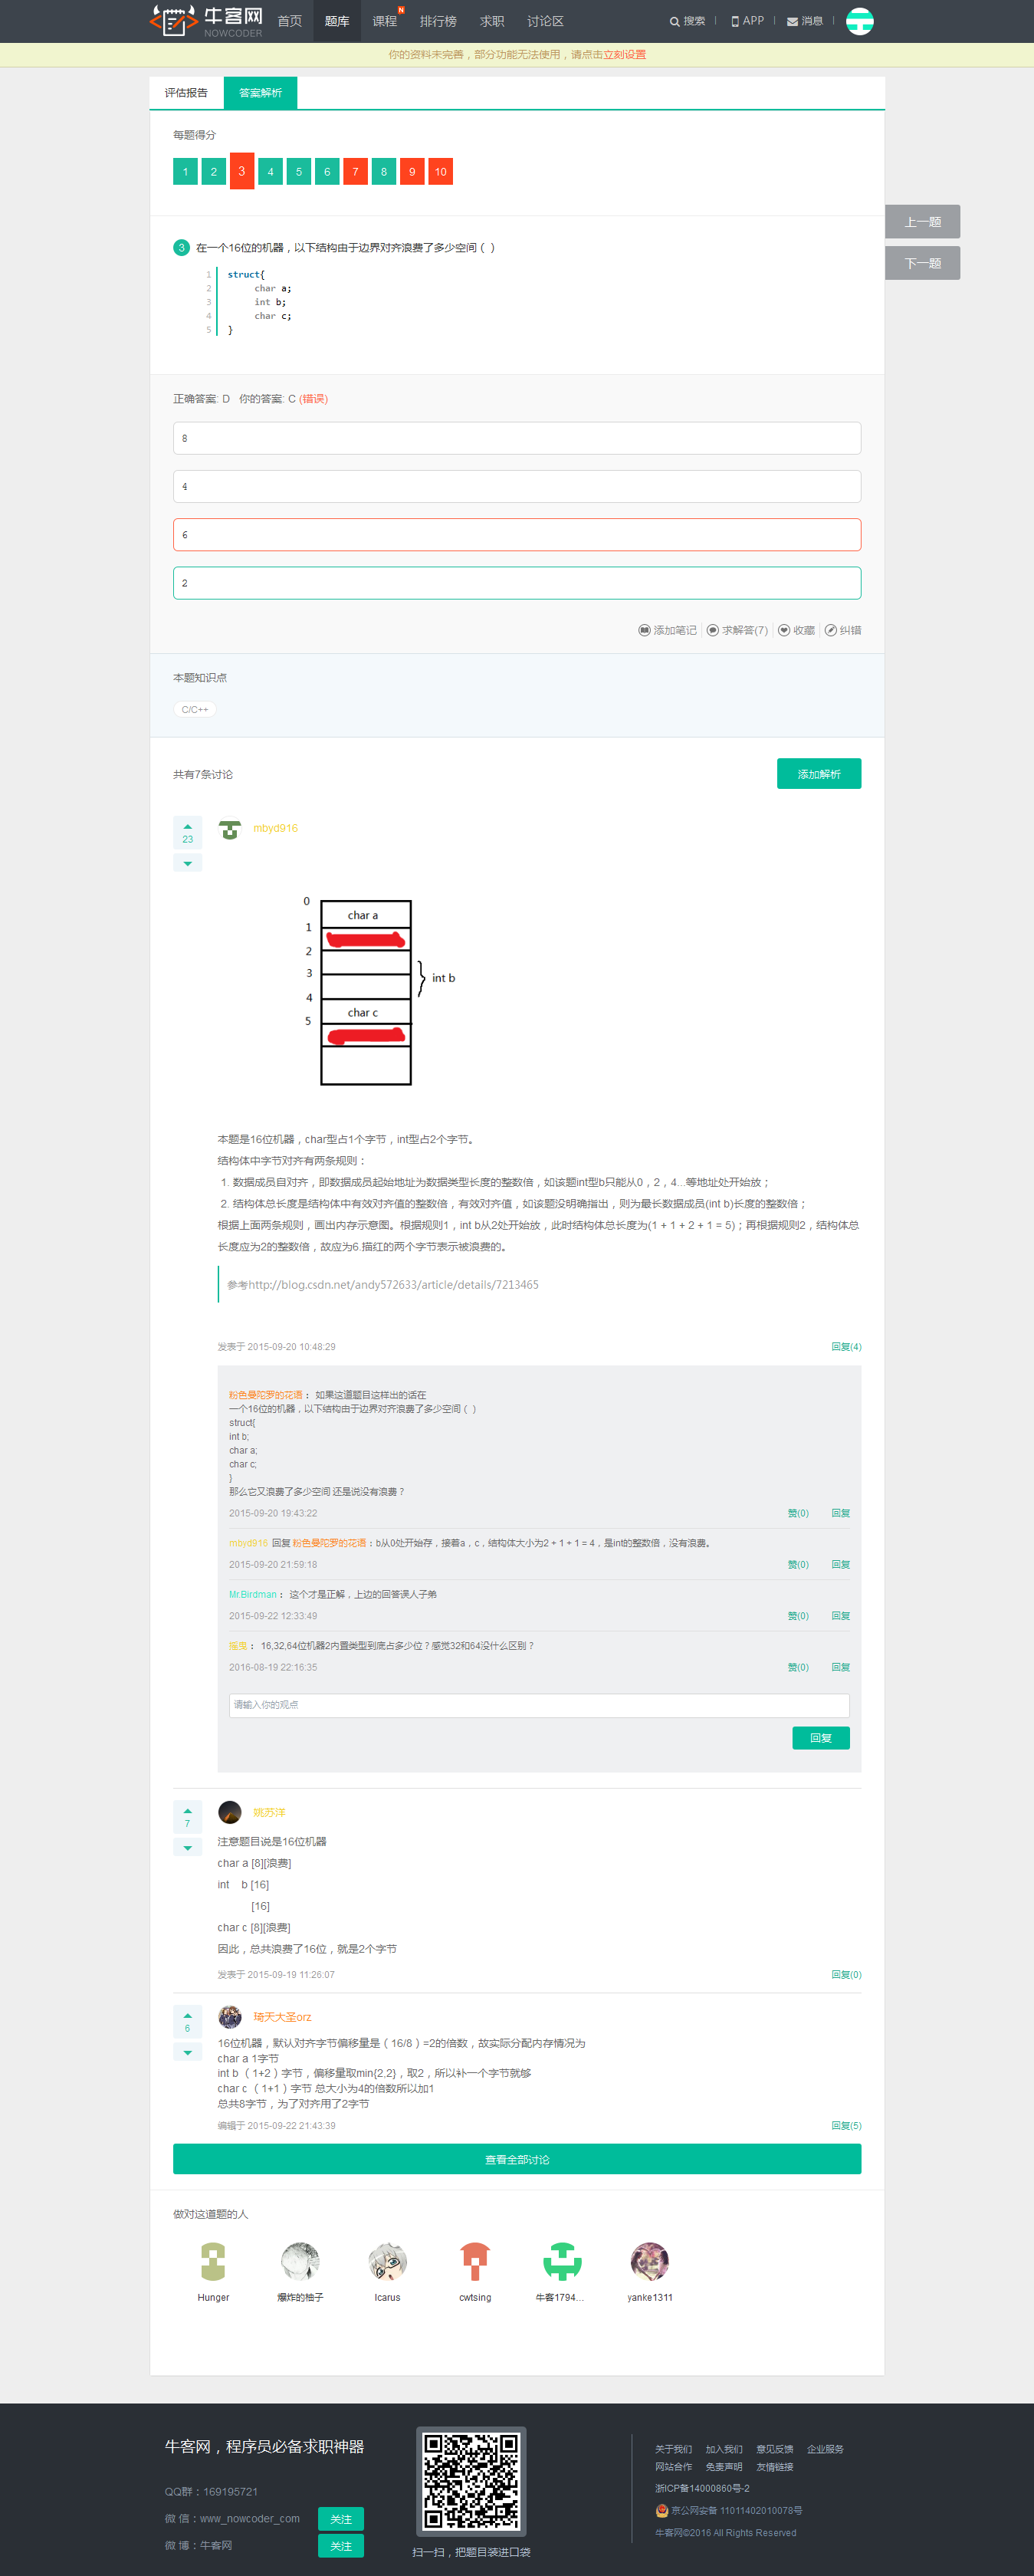 牛客网
NOWCODER
首页 题库 课程 N 排行榜 求职 讨论区 搜索 APP 消息
你的资料未完善，部分功能无法使用，请点击立刻设置
评估报告 答案解析
每题得分
1 2 3 4 5 6 7 8 9 10
上一题
下一题
3 在一个16位的机器，以下结构由于边界对齐浪费了多少空间（ ）
1 struct{
2 char a;
3 int b;
4 char c;
5 }
正确答案: D 你的答案: C (错误)
8
4
6
2
添加笔记 求解答(7) 收藏 纠错
本题知识点
C/C++
共有7条讨论 添加解析
23 mbyd916
0
char a
1
2
3
int b
4
char c
5
本题是16位机器，char型占1个字节，int型占2个字节。
结构体中字节对齐有两条规则：
1. 数据成员自对齐，即数据成员起始地址为数据类型长度的整数倍，如该题int型b只能从0，2，4...等地址处开始放；
2. 结构体总长度是结构体中有效对齐值的整数倍，有效对齐值，如该题没明确指出，则为最长数据成员(int b)长度的整数倍；
根据上面两条规则，画出内存示意图。根据规则1，int b从2处开始放，此时结构体总长度为(1 + 1 + 2 + 1 = 5)；再根据规则2，结构体总
长度应为2的整数倍，故应为6.描红的两个字节表示被浪费的。
参考http://blog.csdn.net/andy572633/article/details/7213465
发表于 2015-09-20 10:48:29 回复(4)
粉色曼陀罗的花语： 如果这道题目这样出的话在
一个16位的机器，以下结构由于边界对齐浪费了多少空间（ ）
struct{
int b;
char a;
char c;
}
那么它又浪费了多少空间 还是说没有浪费？
2015-09-20 19:43:22 赞(0) 回复
mbyd916 回复 粉色曼陀罗的花语：b从0处开始存，接着a，c，结构体大小为2 + 1 + 1 = 4，是int的整数倍，没有浪费。
2015-09-20 21:59:18 赞(0) 回复
Mr.Birdman： 这个才是正解，上边的回答误人子弟
2015-09-22 12:33:49 赞(0) 回复
16,32,64位机器2内置类型到底占多少位？感觉32和64没什么区别？
2016-08-19 22:16:35 赞(0) 回复
请输入你的观点
回复
7 姚苏洋
注意题目说是16位机器
char a [8][浪费]
int b [16]
[16]
char c [8][浪费]
因此，总共浪费了16位，就是2个字节
发表于 2015-09-19 11:26:07 回复(0)
6 琦天大圣orz
16位机器，默认对齐字节偏移量是（16/8）=2的倍数，故实际分配内存情况为
char a 1字节
int b （1+2）字节，偏移量取min{2,2}，取2，所以补一个字节就够
char c （1+1）字节 总大小为4的倍数所以加1
总共8字节，为了对齐用了2字节
编辑于 2015-09-22 21:43:39 回复(5)
查看全部讨论
做对这道题的人
Hunger 爆炸的柚子 Icarus cwtsing 牛客1794... yanke1311
牛客网，程序员必备求职神器
QQ群：169195721
微 信：www_nowcoder_com 关注
微 博：牛客网 关注
扫一扫，把题目装进口袋
关于我们 加入我们 意见反馈 企业服务
网站合作 免责声明 友情链接
浙ICP备14000860号-2
京公网安备 11011402010078号
牛客网©2016 All Rights Reserved